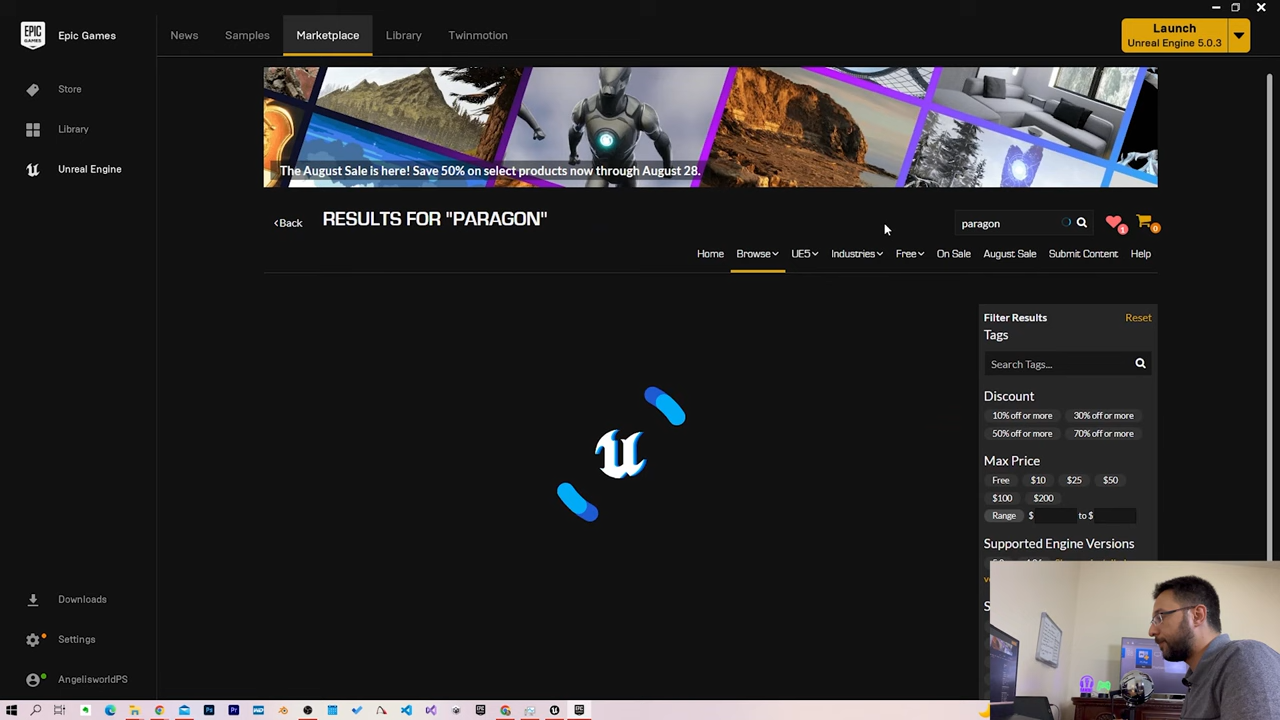 News
Samples
Marketplace
Library
Twinmotion
Launch
Unreal Engine 5.0.3
EPIC
GAMES
Epic Games
Store
Library
Unreal Engine
The August Sale is here! Save 50% on select products now through August 28.
Back
RESULTS FOR "PARAGON"
paragon
1
0
Home
Browse
UE5
Industries
Free
On Sale
August Sale
Submit Content
Help
Filter Results
Reset
Tags
Search Tags...
Discount
10% off or more
30% off or more
50% off or more
70% off or more
Max Price
Free
$10
$25
$50
$100
$200
Range
$
to $
Supported Engine Versions
Downloads
Settings
AngelisworldPS